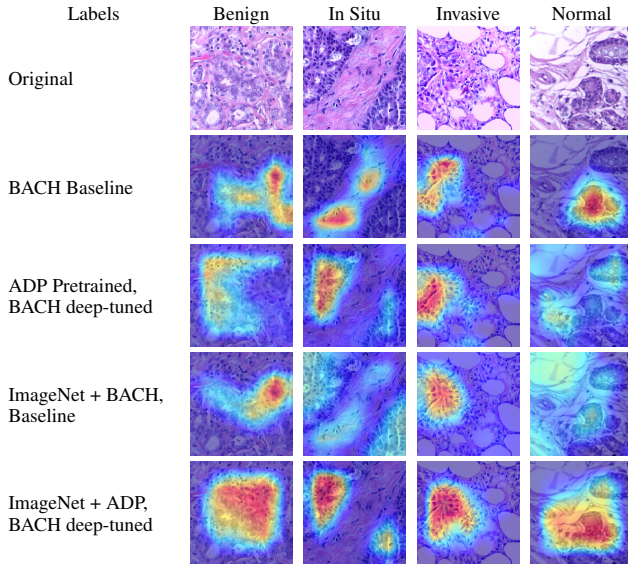 Labels Benign In Situ Invasive Normal
Original
BACH Baseline
ADP Pretrained,
BACH deep-tuned
ImageNet + BACH,
Baseline
ImageNet + ADP,
BACH deep-tuned